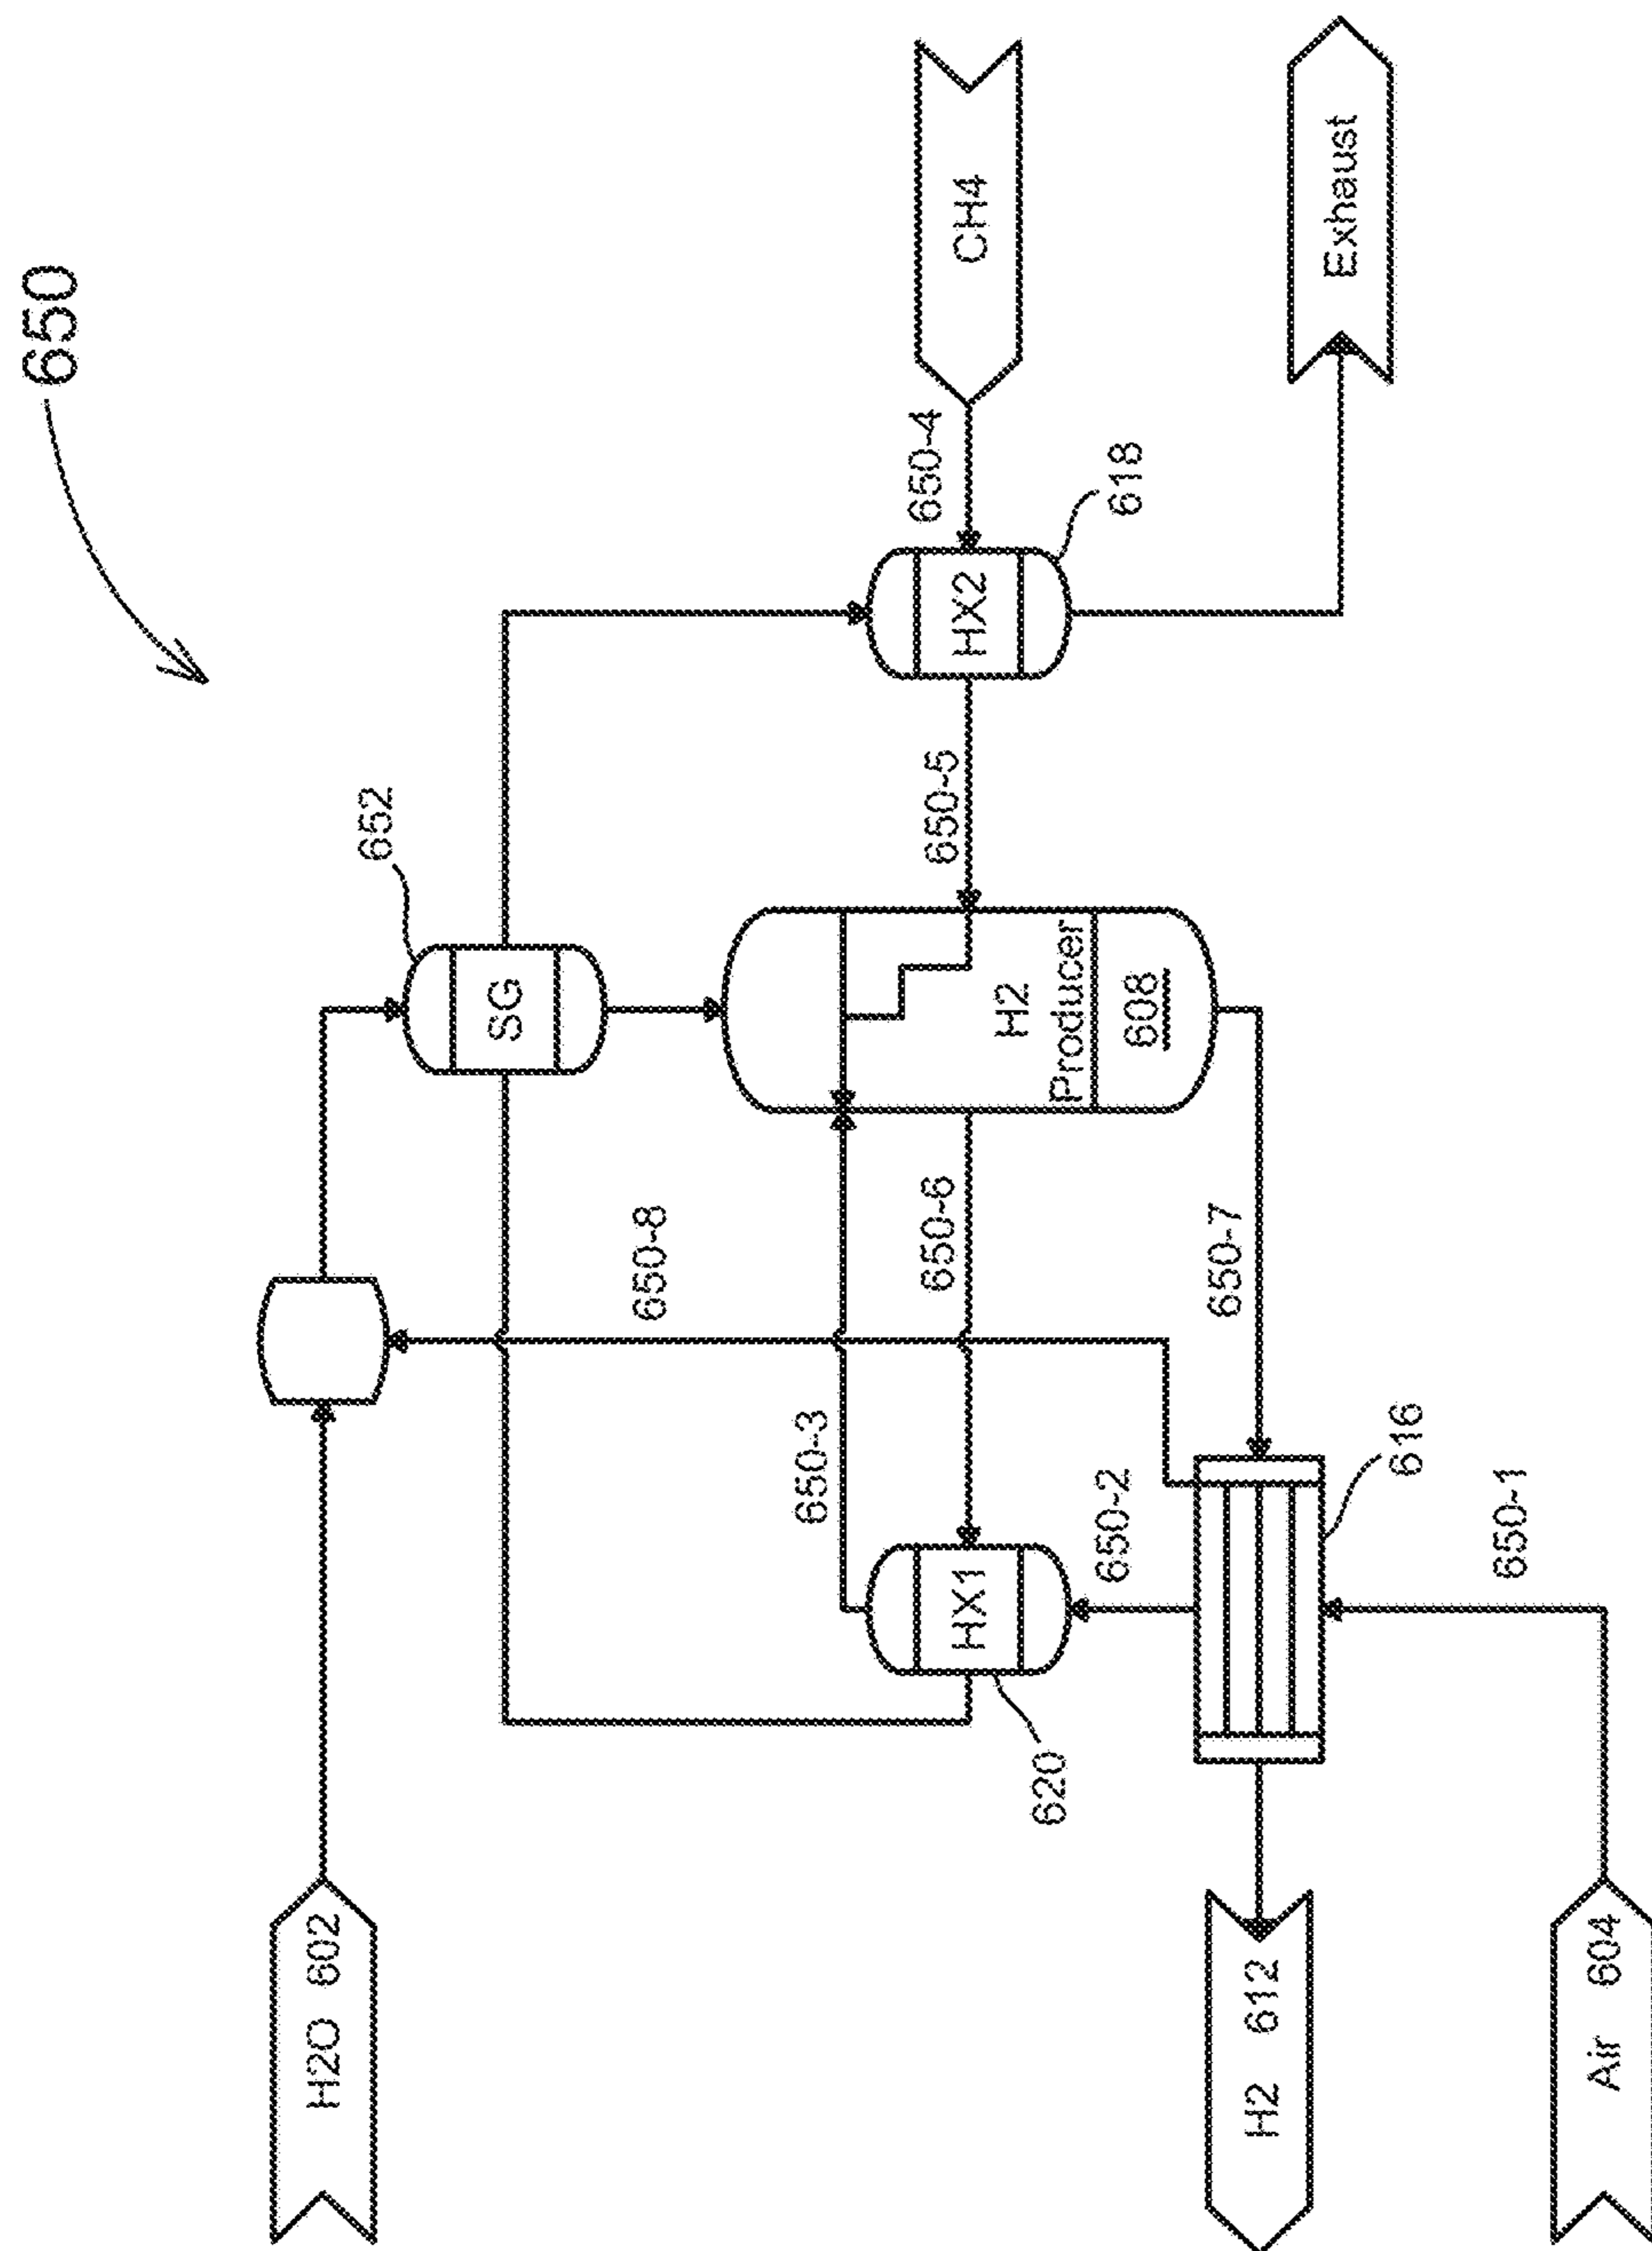 650
H2O 602
652
SG
650-8
650-3
HX1
620
650-6
H2
Producer
608
650-5
HX2
618
650-4
CH4
650-2
650-7
616
H2 612
650-1
Air 604
Exhaust